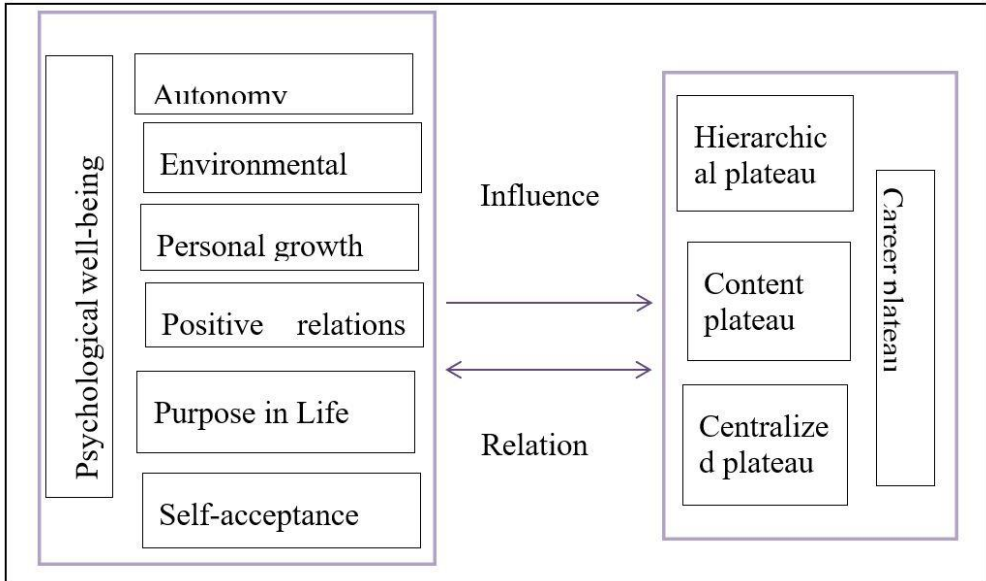 Psychological well-being
Autonomy
Environmental
Personal growth
Positive relations
Purpose in Life
Self-acceptance
Influence
Relation
Hierarchic
al plateau
Content
plateau
Centralize
d plateau
Career plateau